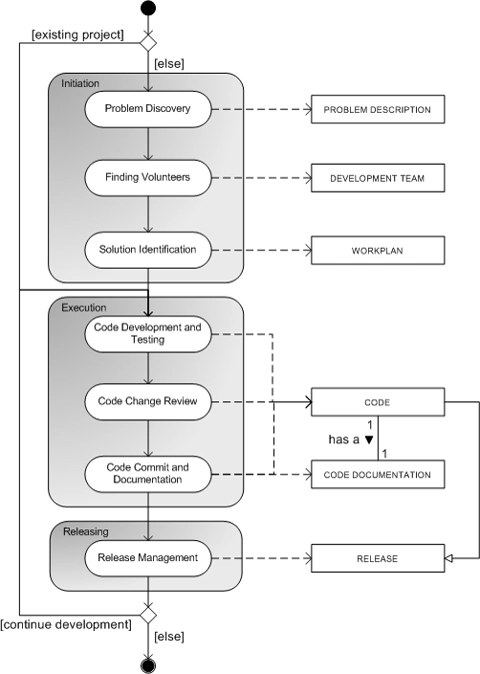 [existing project]
[else]
Initiation
Problem Discovery
PROBLEM DESCRIPTION
Finding Volunteers
DEVELOPMENT TEAM
Solution Identification
WORKPLAN
Execution
Code Development and
Testing
Code Change Review
CODE
1
has a ▼
1
Code Commit and
Documentation
CODE DOCUMENTATION
Releasing
Release Management
RELEASE
[continue development]
[else]